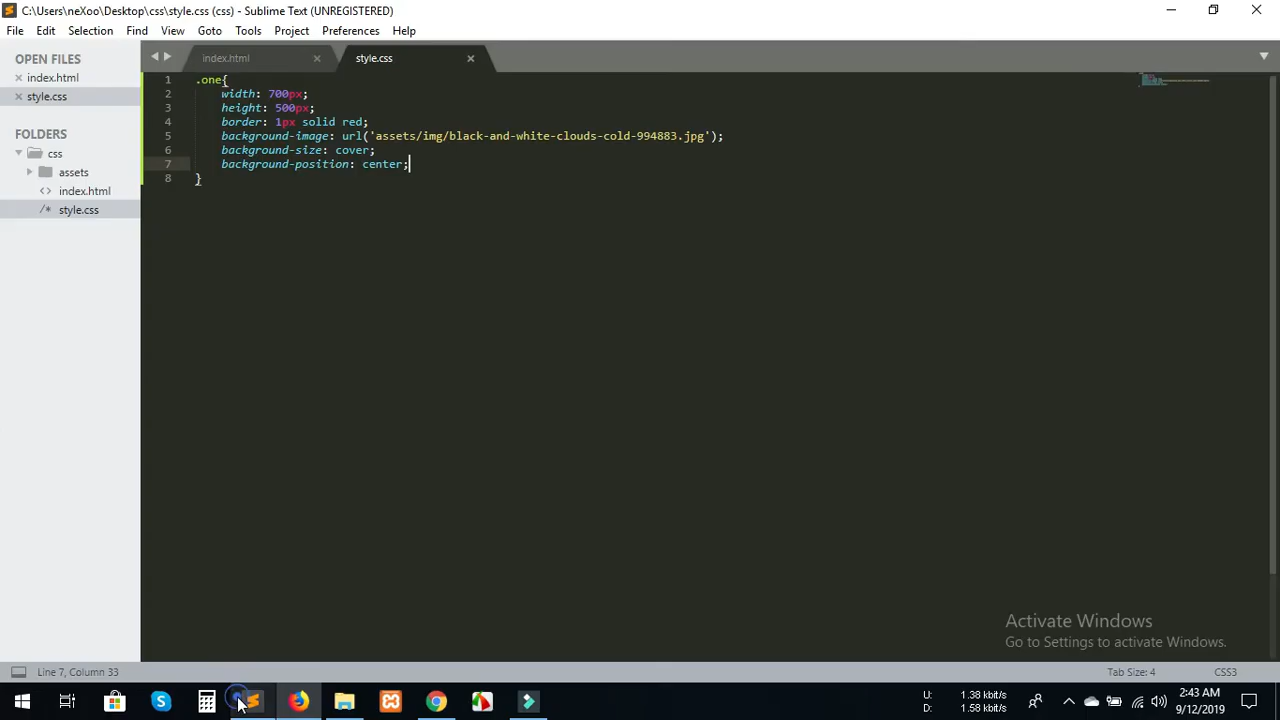 C:\Users\neXoo\Desktop\css\style.css (css) - Sublime Text (UNREGISTERED)
File Edit Selection Find View Goto Tools Project Preferences Help
OPEN FILES
index.html
style.css
FOLDERS
css
assets
index.html
style.css
index.html
style.css
1 .one{
2 width: 700px;
3 height: 500px;
4 border: 1px solid red;
5 background-image: url('assets/img/black-and-white-clouds-cold-994883.jpg');
6 background-size: cover;
7 background-position: center;
8 }
Activate Windows
Go to Settings to activate Windows.
Line 7, Column 33
Tab Size: 4
CSS3
U: 1.38 kbit/s
D: 1.58 kbit/s
2:43 AM
9/12/2019